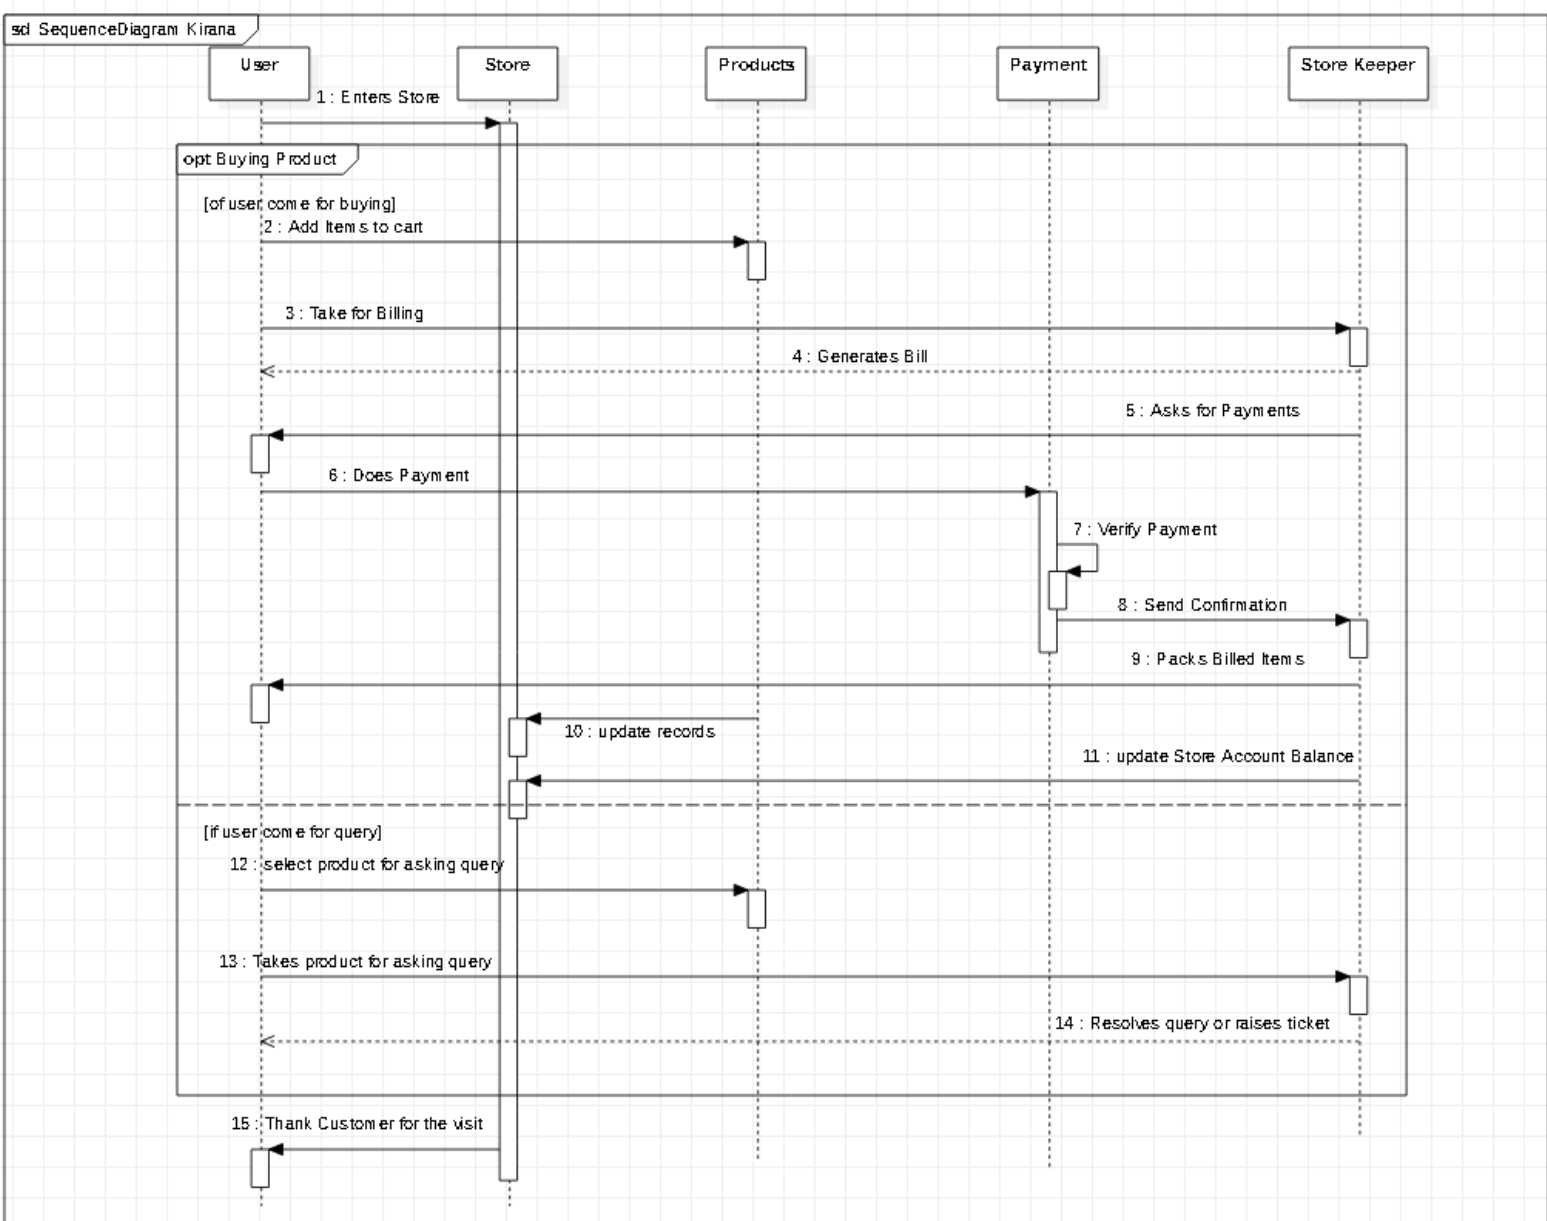 sd SequenceDiagram Kirana
User
Store
Products
Payment
Store Keeper
1 : Enters Store
opt Buying Product
[of user come for buying]
2 : Add Items to cart
3 : Take for Billing
4 : Generates Bill
5 : Asks for Payments
6 : Does Payment
7 : Verify Payment
8 : Send Confirmation
9 : Packs Billed Items
10 : update records
11 : update Store Account Balance
[if user come for query]
12 : select product for asking query
13 : Takes product for asking query
14 : Resolves query or raises ticket
15 : Thank Customer for the visit